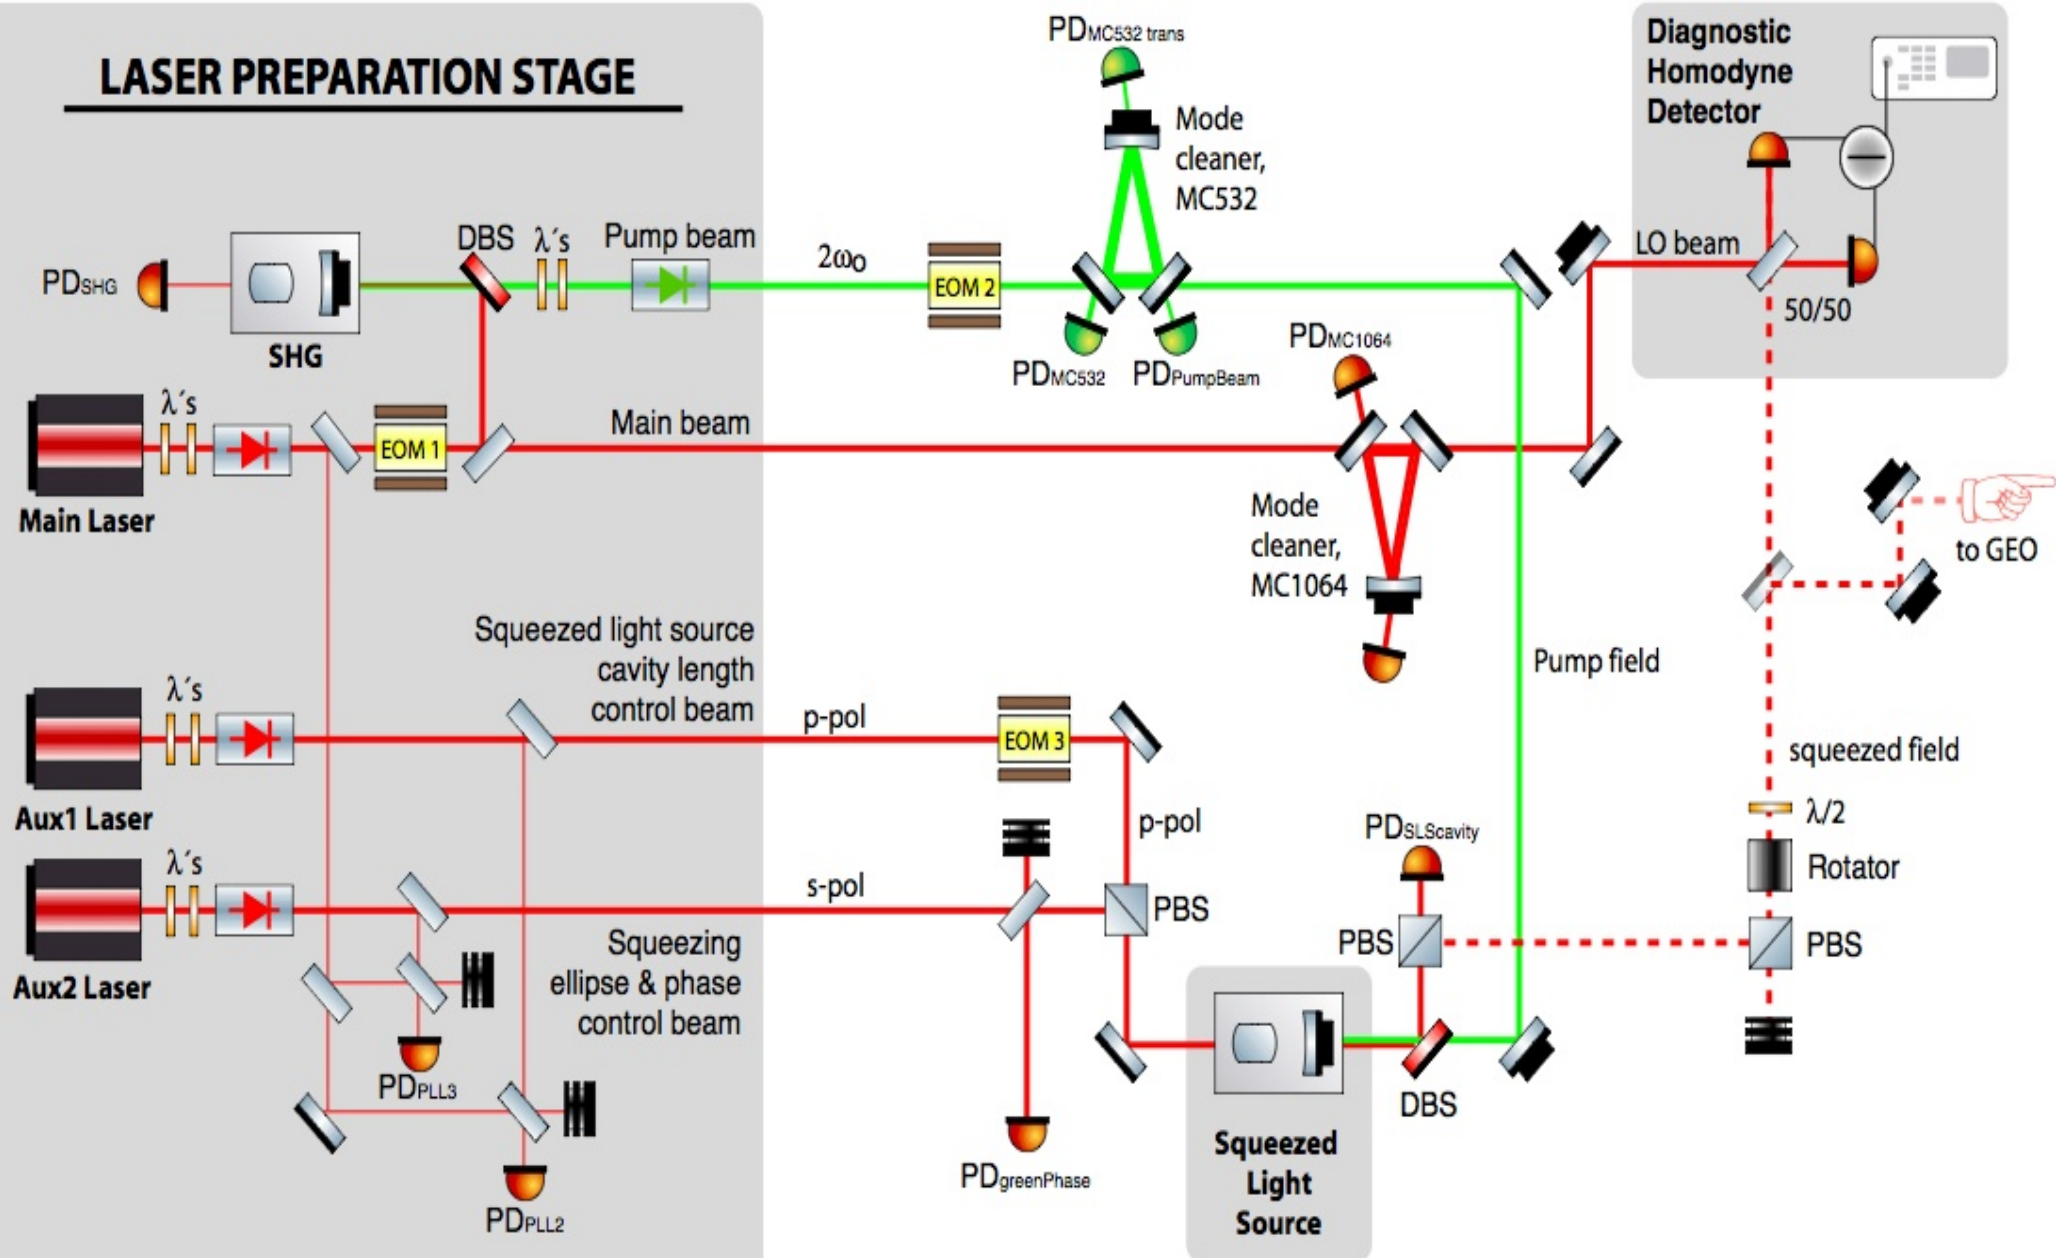 LASER PREPARATION STAGE
PDMC532 trans
Diagnostic
Homodyne
Detector
Mode
cleaner,
MC532
DBS
λ´s
Pump beam
2ωo
PDSHG
EOM 2
LO beam
50/50
SHG
PDMC532
PDPumpBeam
PDMC1064
λ´s
EOM 1
Main beam
Main Laser
Mode
cleaner,
MC1064
to GEO
Squeezed light source
cavity length
control beam
λ´s
p-pol
EOM 3
Pump field
squeezed field
Aux1 Laser
p-pol
PDSLScavity
λ/2
Rotator
λ´s
s-pol
PBS
PBS
PBS
Aux2 Laser
Squeezing
ellipse & phase
control beam
PDPLL3
DBS
Squeezed
Light
Source
PDgreenPhase
PDPLL2